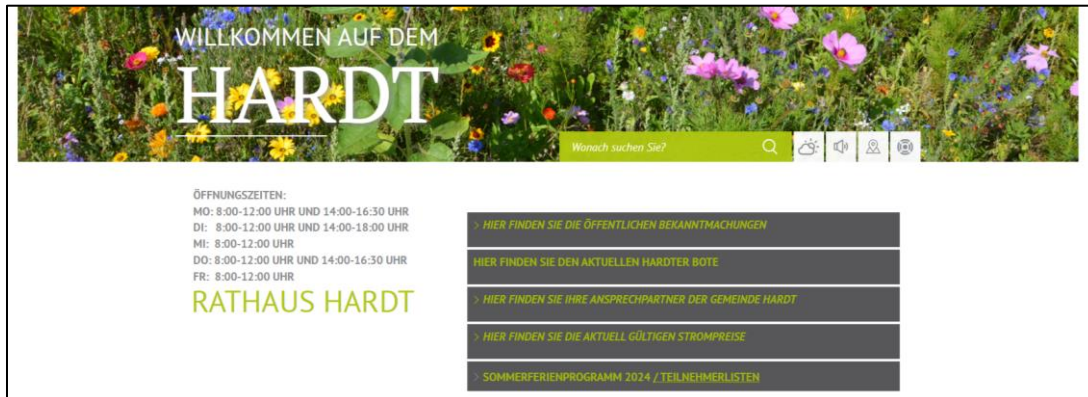 WILLKOMMEN AUF DEM
HARDT
Wonach suchen Sie?
ÖFFNUNGSZEITEN:
MO: 8:00-12:00 UHR UND 14:00-16:30 UHR
DI: 8:00-12:00 UHR UND 14:00-18:00 UHR
MI: 8:00-12:00 UHR
DO: 8:00-12:00 UHR UND 14:00-16:30 UHR
FR: 8:00-12:00 UHR
RATHAUS HARDT
> HIER FINDEN SIE DIE ÖFFENTLICHEN BEKANNTMACHUNGEN
HIER FINDEN SIE DEN AKTUELLEN HARDTER BOTE
> HIER FINDEN SIE IHRE ANSPRECHPARTNER DER GEMEINDE HARDT
> HIER FINDEN SIE DIE AKTUELL GÜLTIGEN STROMPREISE
> SOMMERFERIENPROGRAMM 2024 / TEILNEHMERLISTEN